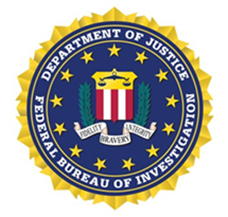 DEPARTMENT OF JUSTICE
FIDELITY BRAVERY INTEGRITY
FEDERAL BUREAU OF INVESTIGATION